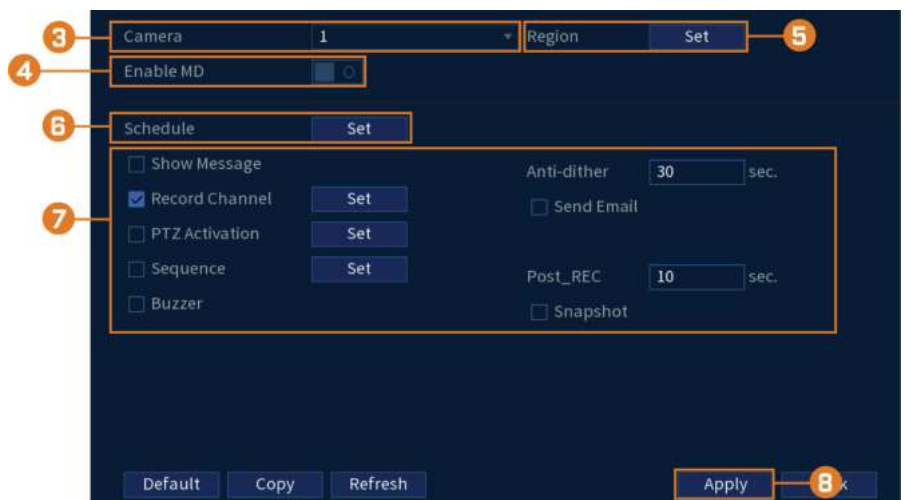 3 Camera 1 Region Set 5
4 Enable MD
6 Schedule Set
Show Message
Anti-dither 30 sec.
7 Record Channel Set
Send Email
PTZ Activation Set
Sequence Set
Post_REC 10 sec.
Buzzer
Snapshot
Default Copy Refresh Apply 8